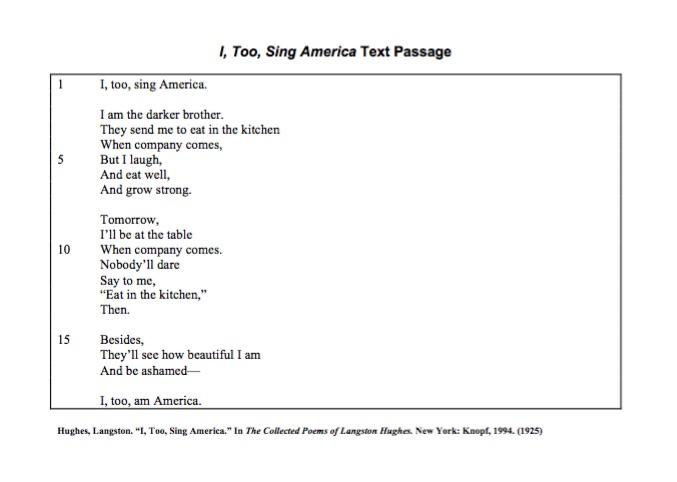 I, Too, Sing America Text Passage
1 I, too, sing America.
I am the darker brother.
They send me to eat in the kitchen
When company comes,
5 But I laugh,
And eat well,
And grow strong.
Tomorrow,
I’ll be at the table
10 When company comes.
Nobody’ll dare
Say to me,
“Eat in the kitchen,”
Then.
15 Besides,
They’ll see how beautiful I am
And be ashamed—
I, too, am America.
Hughes, Langston. “I, Too, Sing America.” In The Collected Poems of Langston Hughes. New York: Knopf, 1994. (1925)